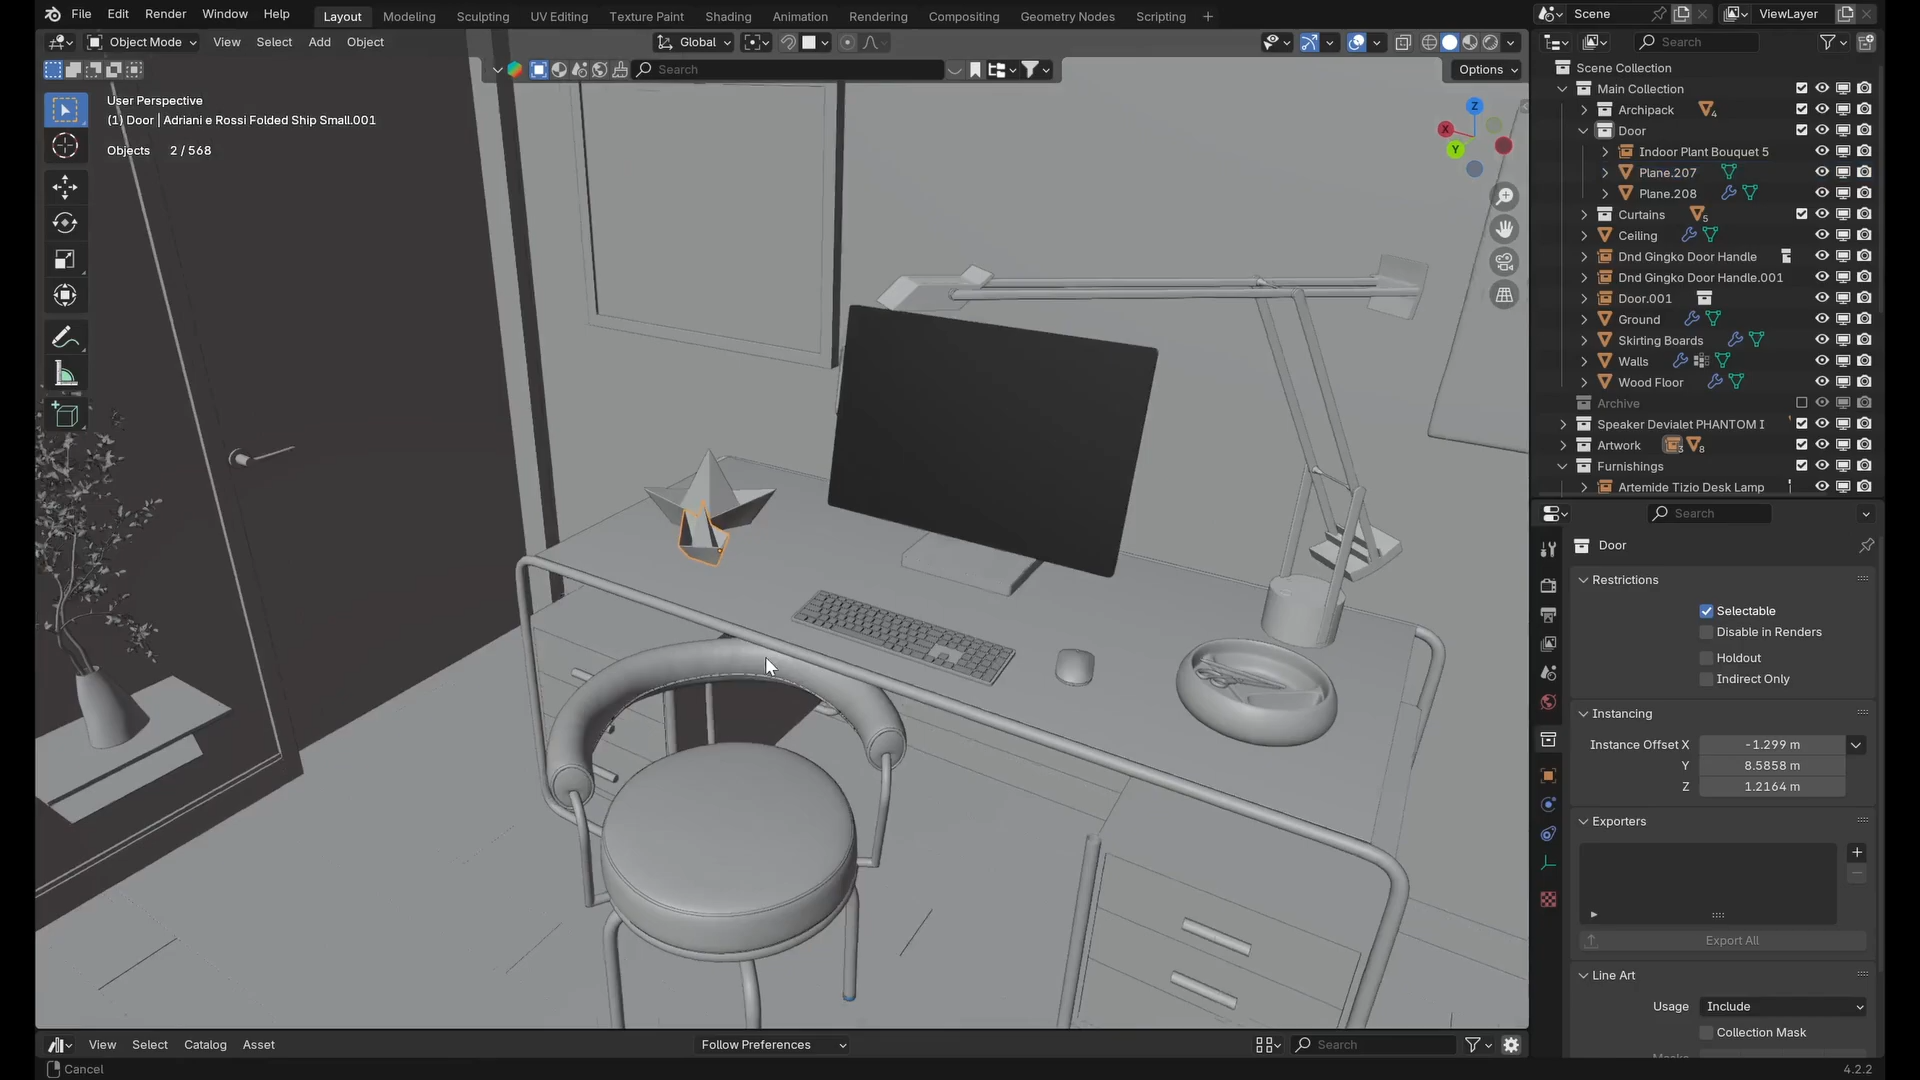 File Edit Render Window Help Layout Modeling Sculpting UV Editing Texture Paint Shading Animation Rendering Compositing Geometry Nodes Scripting Scene ViewLayer
Object Mode View Select Add Object Global Search
Search Options
User Perspective
(1) Door | Adriani e Rossi Folded Ship Small.001
Objects 2 / 568
Z
X
Y
Scene Collection
Main Collection
Archipack 4
Door
Indoor Plant Bouquet 5
Plane.207
Plane.208
Curtains 5
Ceiling
Dnd Gingko Door Handle
Dnd Gingko Door Handle.001
Door.001
Ground
Skirting Boards
Walls
Wood Floor
Archive
Speaker Devialet PHANTOM I
Artwork 3 8
Furnishings
Artemide Tizio Desk Lamp
Search
Door
Restrictions
Selectable
Disable in Renders
Holdout
Indirect Only
Instancing
Instance Offset X -1.299 m
Y 8.5858 m
Z 1.2164 m
Exporters
Export All
Line Art
Usage Include
Collection Mask
View Select Catalog Asset Follow Preferences Search
Cancel 4.2.2